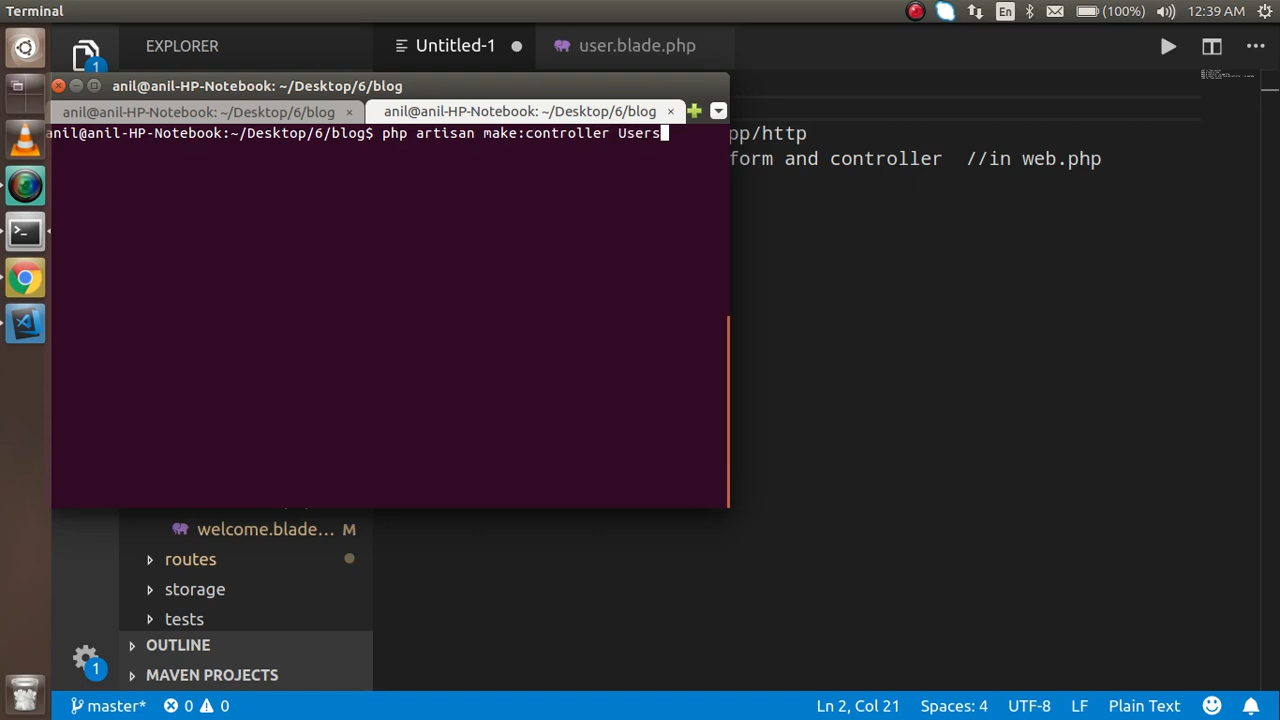 Terminal
En
(100%)
12:39 AM
EXPLORER
Untitled-1
user.blade.php
1
anil@anil-HP-Notebook: ~/Desktop/6/blog
anil@anil-HP-Notebook: ~/Desktop/6/blog ×
anil@anil-HP-Notebook: ~/Desktop/6/blog ×
anil@anil-HP-Notebook:~/Desktop/6/blog$ php artisan make:controller Users
pp/http
form and controller //in web.php
welcome.blade... M
routes
storage
tests
OUTLINE
MAVEN PROJECTS
1
master* 0 0
Ln 2, Col 21
Spaces: 4
UTF-8
LF
Plain Text